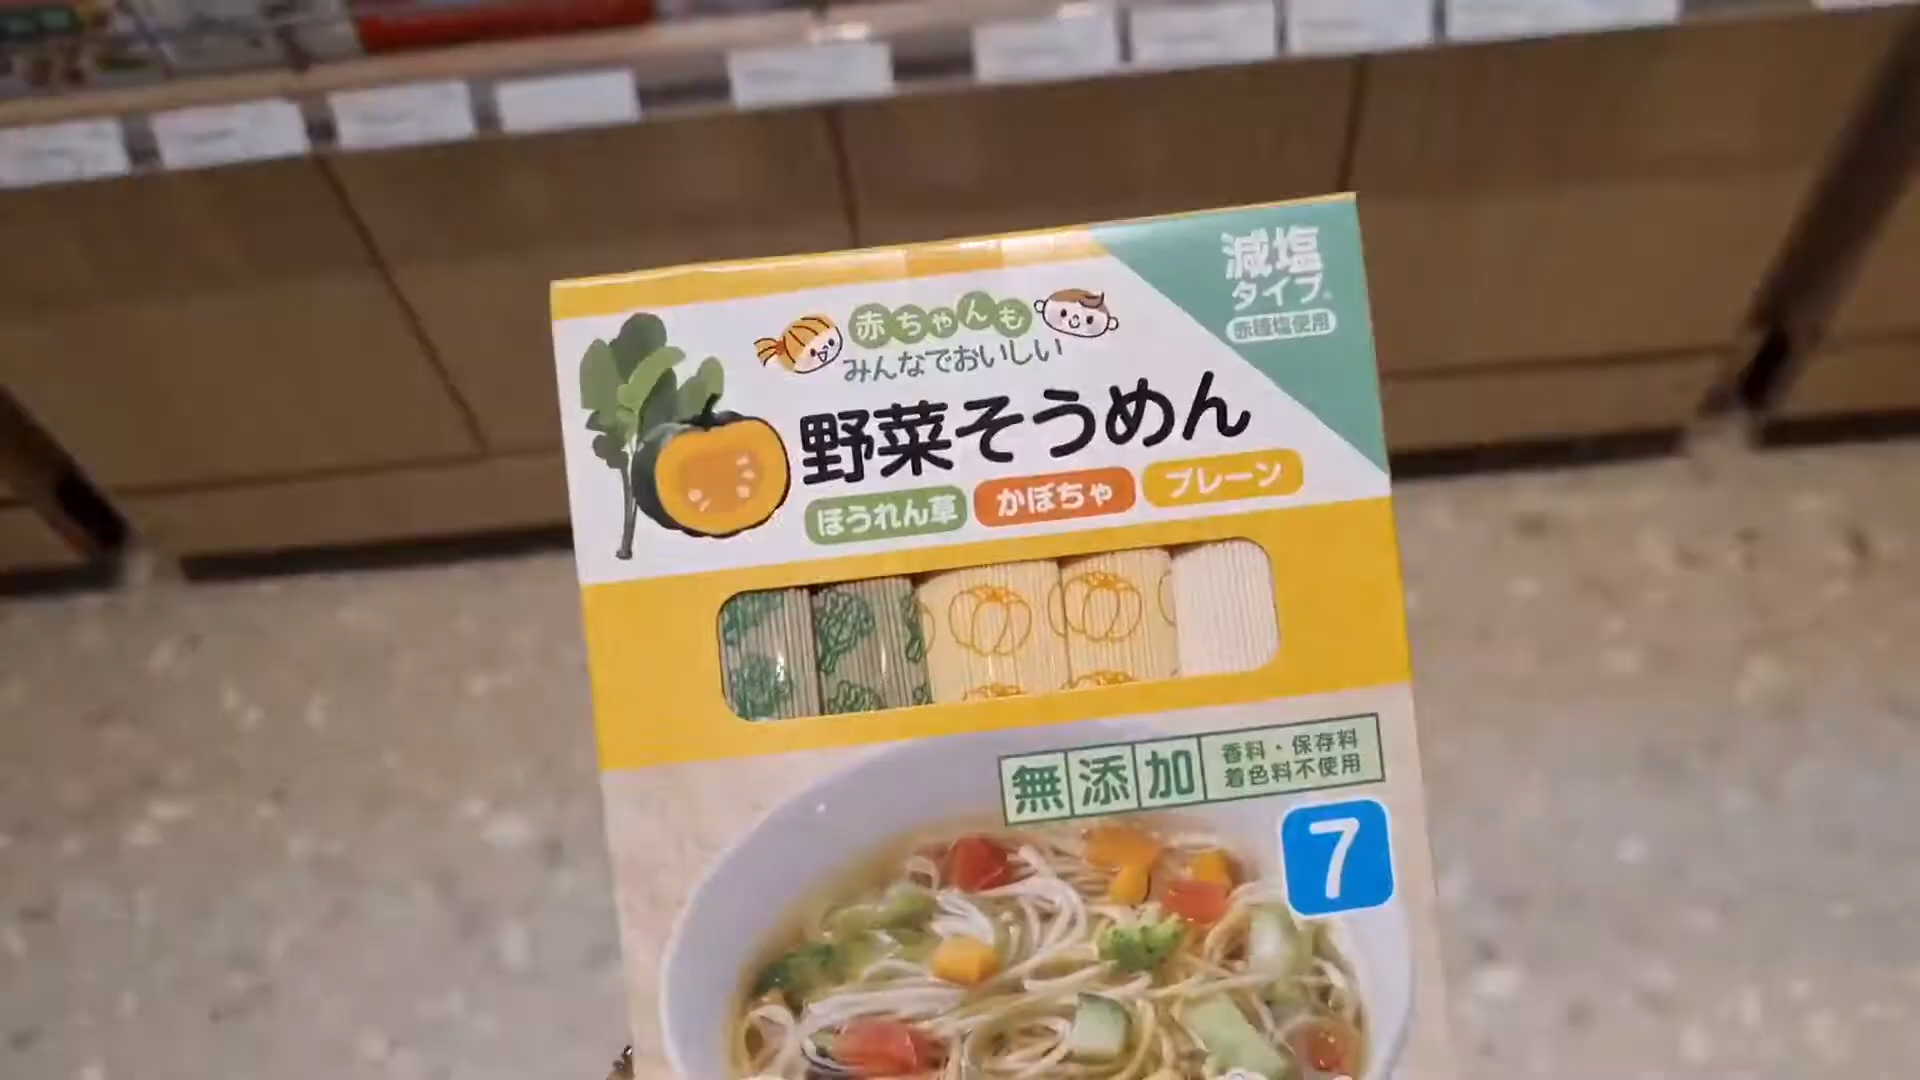 減塩
タイプ®
赤穂塩使用
赤ちゃんも
みんなでおいしい
野菜そうめん
ほうれん草
かぼちゃ
プレーン
無添加
香料・保存料
着色料不使用
7